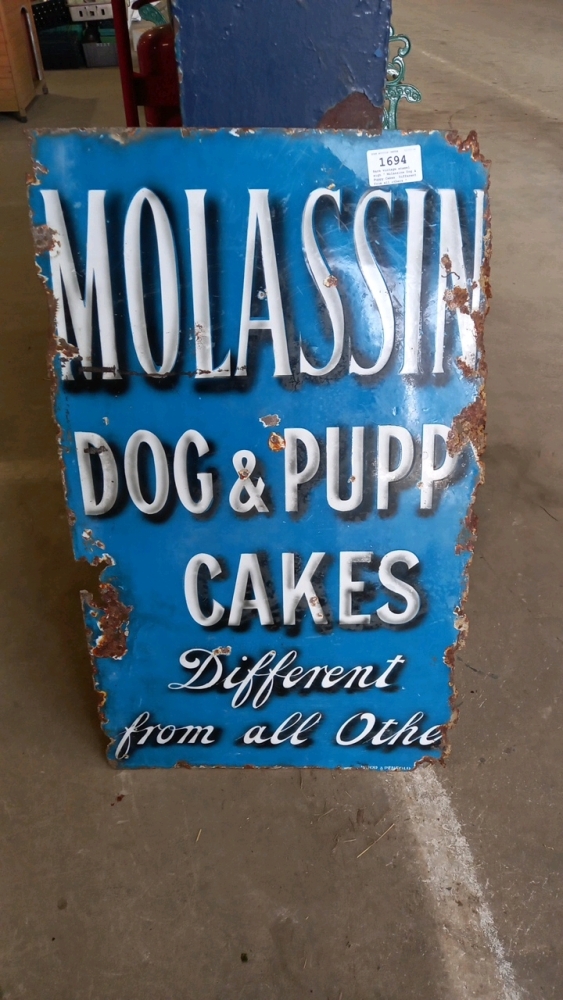 1694
MOLASSIN
DOG & PUPP
CAKES
Different
from all Othe